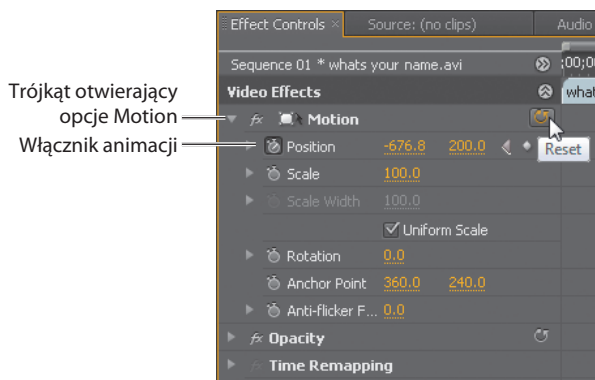 Effect Controls × Source: (no clips) Audio
Sequence 01 * whats your name.avi ;00;0
Trójkąt otwierający
opcje Motion
Włącznik animacji
Video Effects what
fx Motion
Reset
Position -676.8 200.0
Scale 100.0
Scale Width 100.0
Uniform Scale
Rotation 0.0
Anchor Point 360.0 240.0
Anti-flicker F... 0.0
fx Opacity
fx Time Remapping